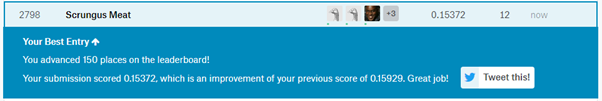 2798 Scrungus Meat +3 0.15372 12 now
Your Best Entry ↑
You advanced 150 places on the leaderboard!
Your submission scored 0.15372, which is an improvement of your previous score of 0.15929. Great job! Tweet this!